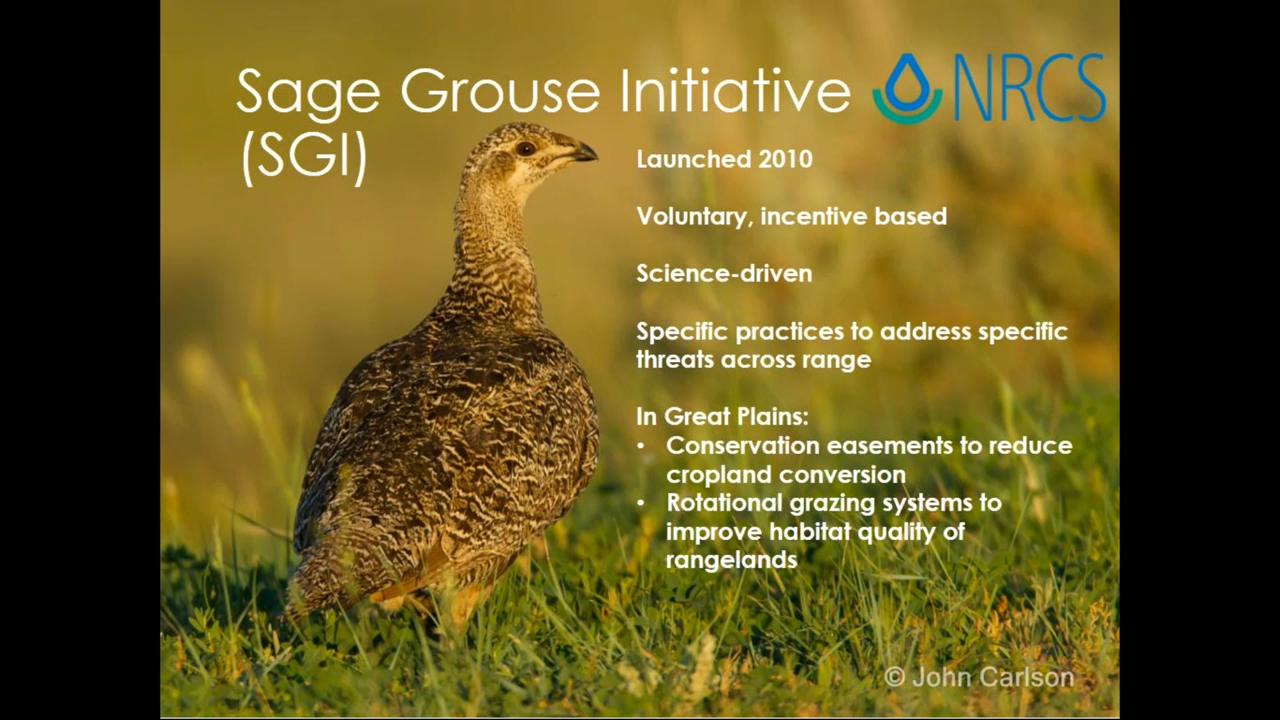 Sage Grouse Initiative
(SGI)
NRCS
Launched 2010
Voluntary, incentive based
Science-driven
Specific practices to address specific
threats across range
In Great Plains:
• Conservation easements to reduce
cropland conversion
• Rotational grazing systems to
improve habitat quality of
rangelands
© John Carlson